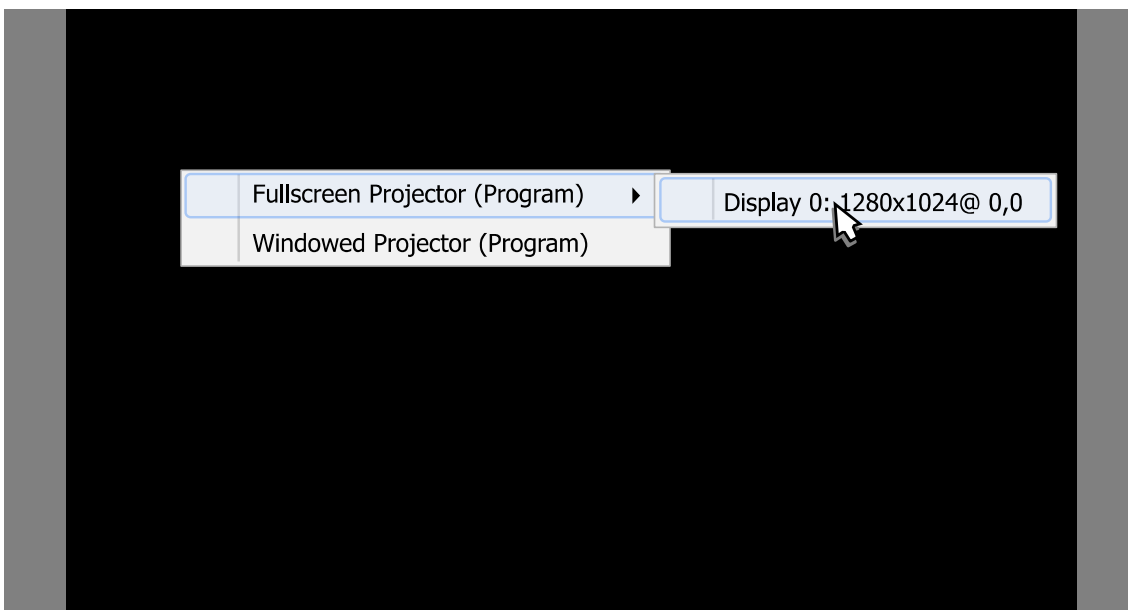 Fullscreen Projector (Program)
Display 0: 1280x1024@ 0,0
Windowed Projector (Program)